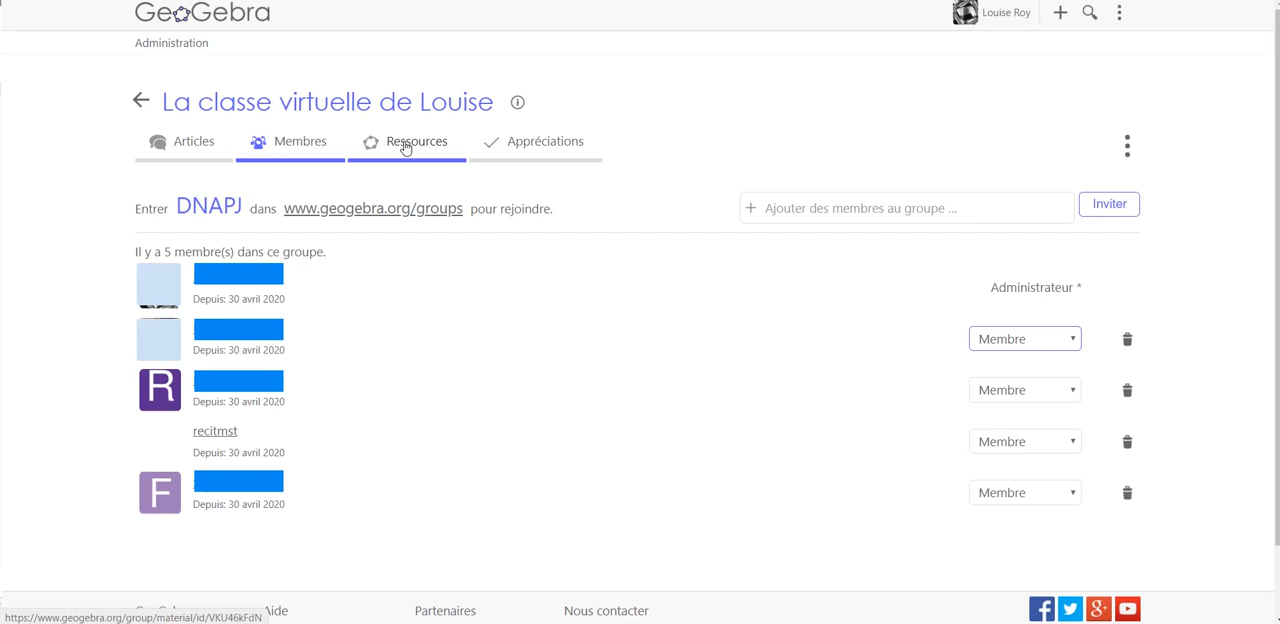 GeoGebra
Louise Roy
Administration
La classe virtuelle de Louise
Articles Membres Ressources Appréciations
Entrer DNAPJ dans www.geogebra.org/groups pour rejoindre.
Ajouter des membres au groupe ...
Inviter
Il y a 5 membre(s) dans ce groupe.
Depuis: 30 avril 2020
Administrateur *
Depuis: 30 avril 2020
Membre
R
Depuis: 30 avril 2020
Membre
recitmst
Depuis: 30 avril 2020
Membre
F
Depuis: 30 avril 2020
Membre
Aide Partenaires Nous contacter
https://www.geogebra.org/group/material/id/VKU46kFdN